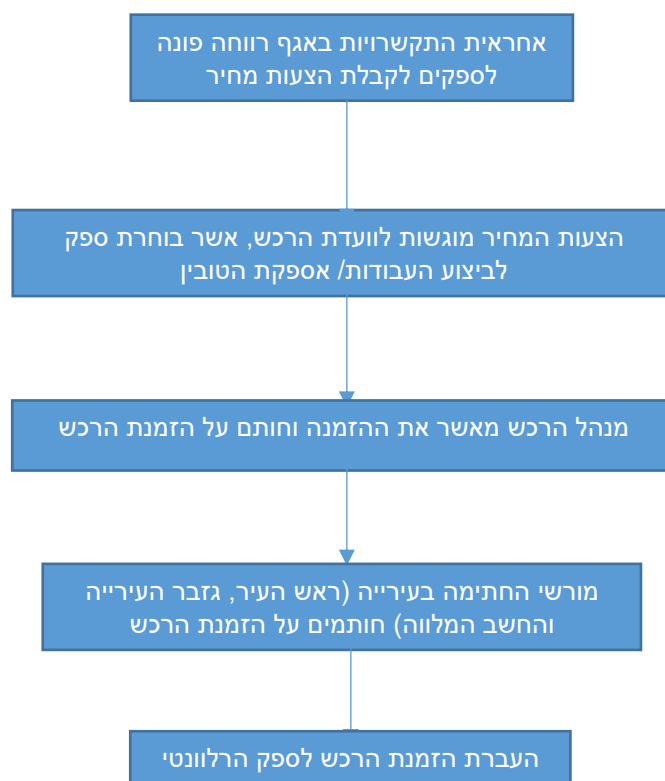 אחראית התקשרויות באגף רווחה פונה
לספקים לקבלת הצעות מחיר
הצעות המחיר מוגשות לוועדת הרכש, אשר בוחרת ספק
לביצוע העבודות/ אספקת הטובין
מנהל הרכש מאשר את ההזמנה וחותם על הזמנת הרכש
מורשי החתימה בעירייה (ראש העיר, גזבר העירייה
והחשב המלווה) חותמים על הזמנת הרכש
העברת הזמנת הרכש לספק הרלוונטי